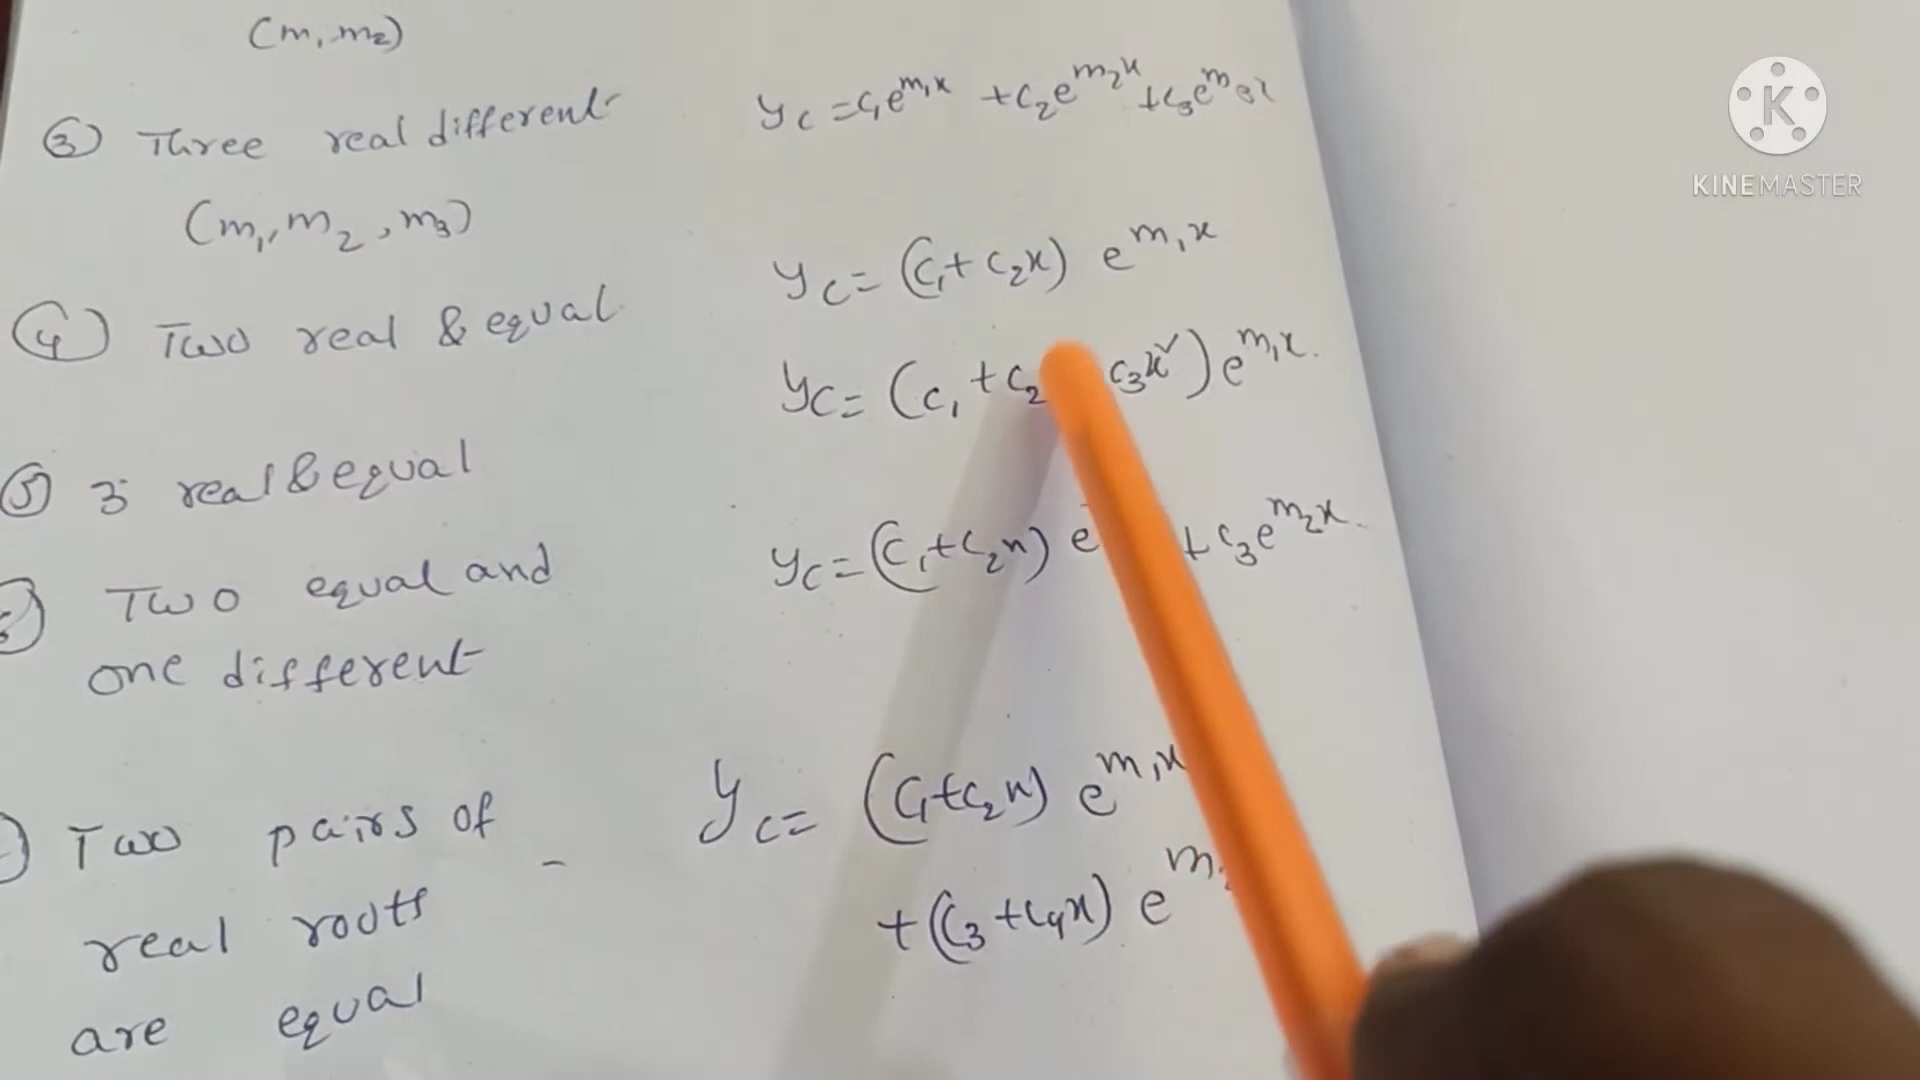 (m₁, m₂)
③ Three real different
y_c = c₁e^{m₁x} + c₂e^{m₂x} + c₃e^{m₃x}
(m₁, m₂, m₃)
y_c = (c₁ + c₂x) e^{m₁x}
④ Two real & equal
y_c = (c₁ + c₂ c₃x²) e^{m₁x}.
⑤ 3 real & equal
y_c = (c₁ + c₂x) e + c₃e^{m₂x}.
Two equal and
one different
y_c = (c₁ + c₂x) e^{m₁x}
Two pairs of
+ (c₃ + c₄x) e^{m
real roots
are equal
KINEMASTER